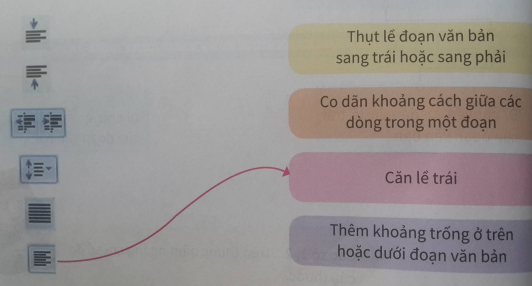 Thụt lề đoạn văn bản
sang trái hoặc sang phải
Co dãn khoảng cách giữa các
dòng trong một đoạn
Căn lề trái
Thêm khoảng trống ở trên
hoặc dưới đoạn văn bản